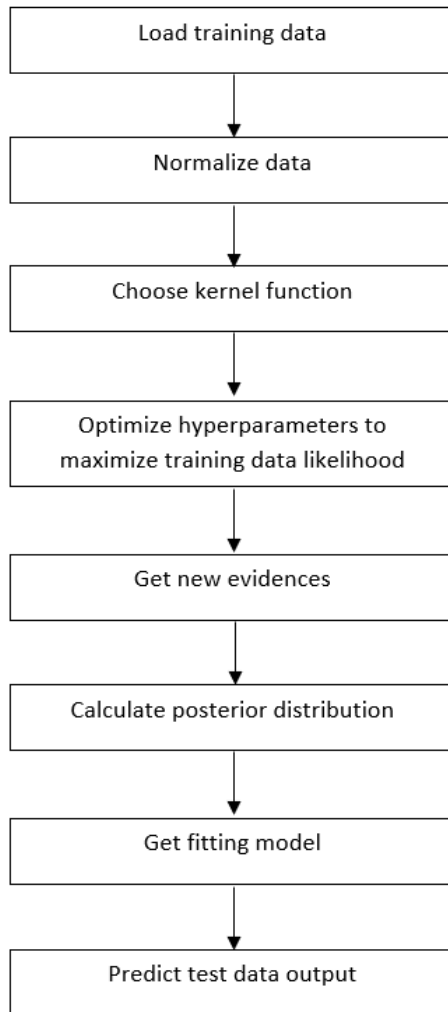 Load training data
Normalize data
Choose kernel function
Optimize hyperparameters to
maximize training data likelihood
Get new evidences
Calculate posterior distribution
Get fitting model
Predict test data output